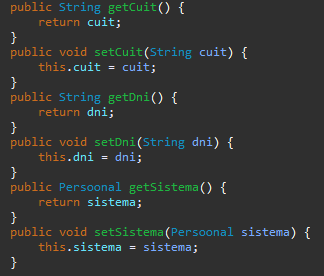 public String getCuit() {
return cuit;
}
public void setCuit(String cuit) {
this.cuit = cuit;
}
public String getDni() {
return dni;
}
public void setDni(String dni) {
this.dni = dni;
}
public Persoonal getSistema() {
return sistema;
}
public void setSistema(Persoonal sistema) {
this.sistema = sistema;
}